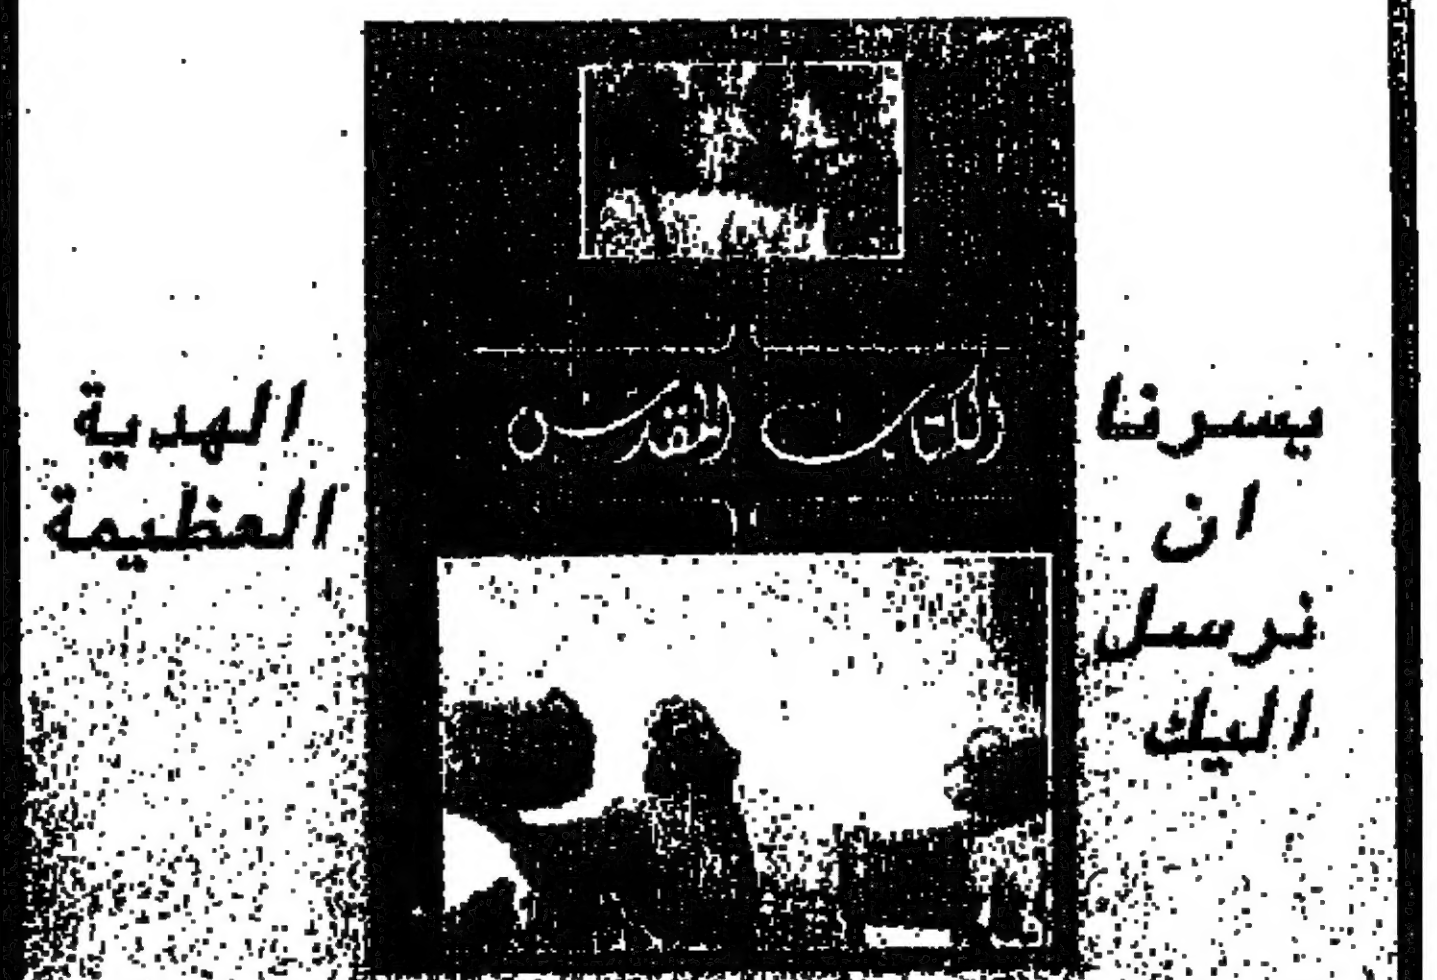 يسرنا
ان
نرسل
اليك
الكتاب المقدس
الهدية
العظيمة